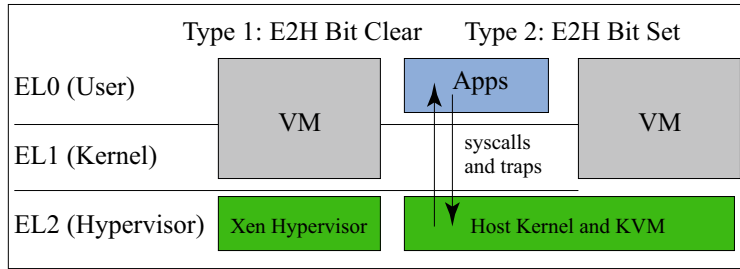 Type 1: E2H Bit Clear
Type 2: E2H Bit Set
EL0 (User)
VM
Apps
VM
EL1 (Kernel)
syscalls
and traps
EL2 (Hypervisor)
Xen Hypervisor
Host Kernel and KVM